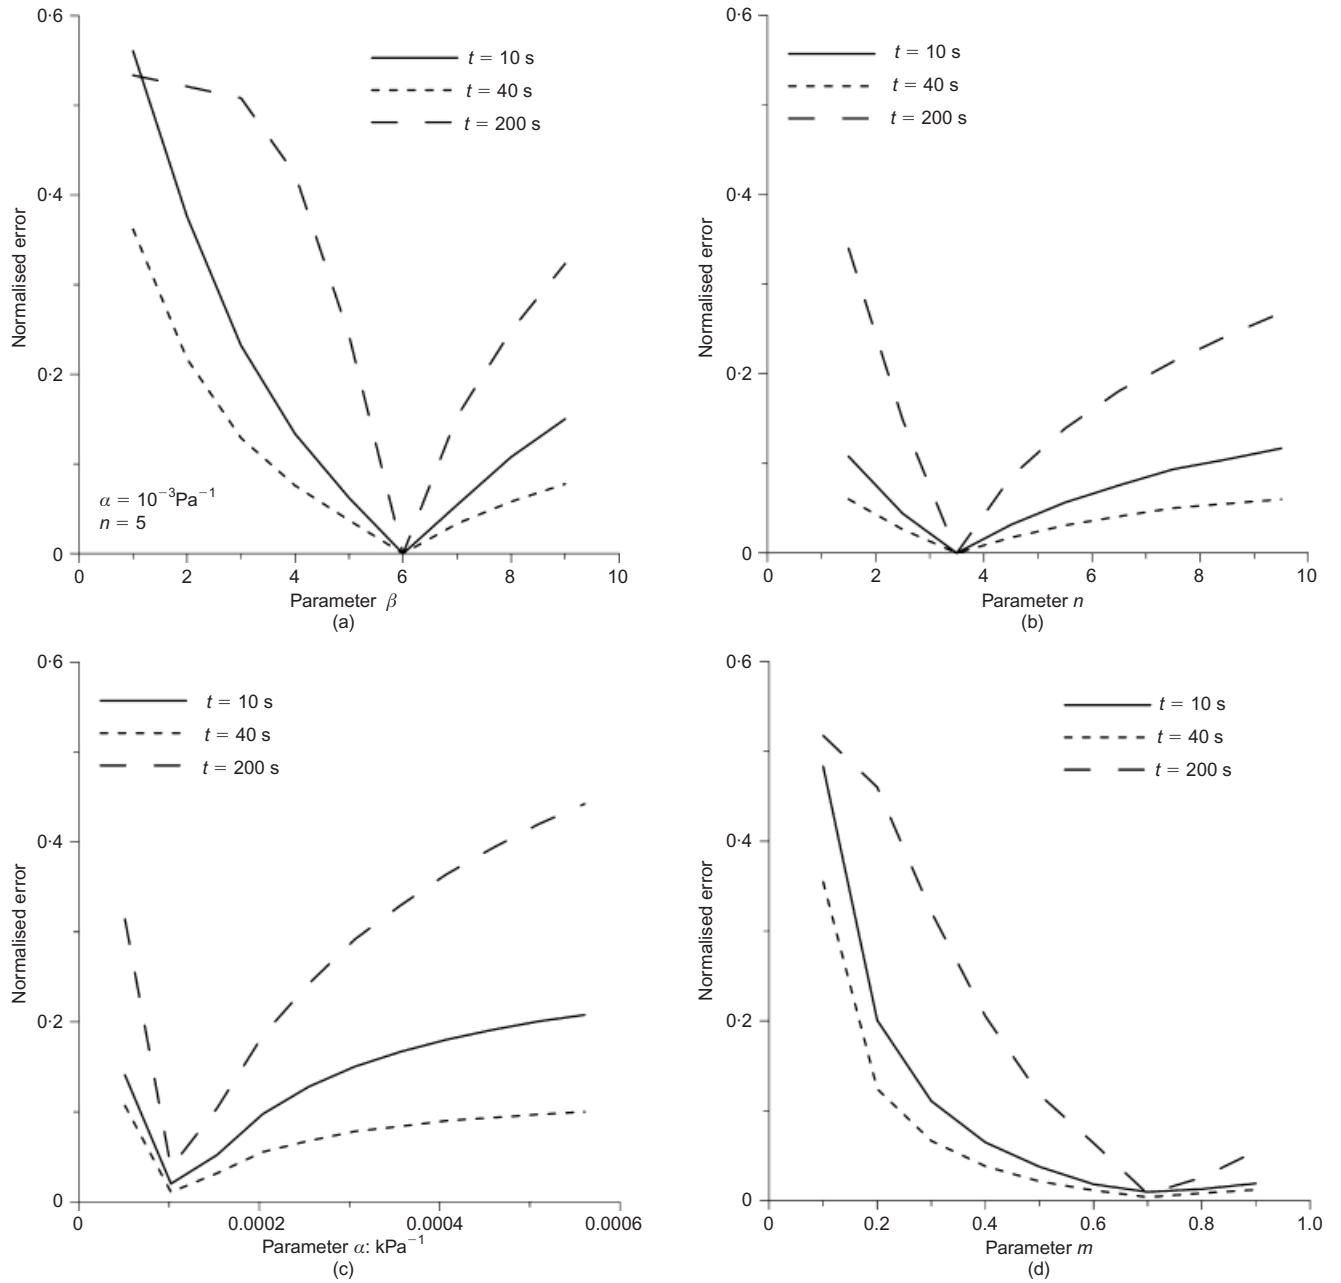 0·6
0·4
0·2
0
Normalised error
t = 10 s
t = 40 s
t = 200 s
α = 10⁻³Pa⁻¹
n = 5
0 2 4 6 8 10
Parameter β
(a)
0·6
0·4
0·2
0
Normalised error
t = 10 s
t = 40 s
t = 200 s
0 2 4 6 8 10
Parameter n
(b)
0·6
0·4
0·2
0
Normalised error
t = 10 s
t = 40 s
t = 200 s
0 0.0002 0.0004 0.0006
Parameter α: kPa⁻¹
(c)
0·6
0·4
0·2
0
Normalised error
t = 10 s
t = 40 s
t = 200 s
0 0.2 0.4 0.6 0.8 1.0
Parameter m
(d)